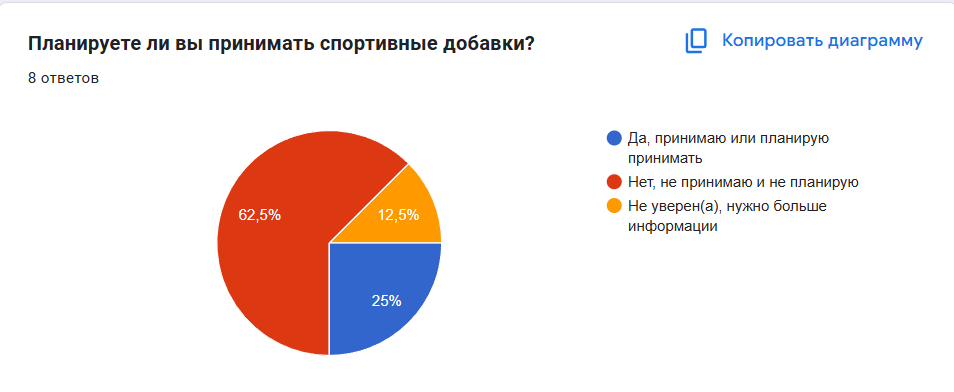 Планируете ли вы принимать спортивные добавки?
Копировать диаграмму
8 ответов
Да, принимаю или планирую
принимать
Нет, не принимаю и не планирую
Не уверен(а), нужно больше
информации
62,5%
12,5%
25%